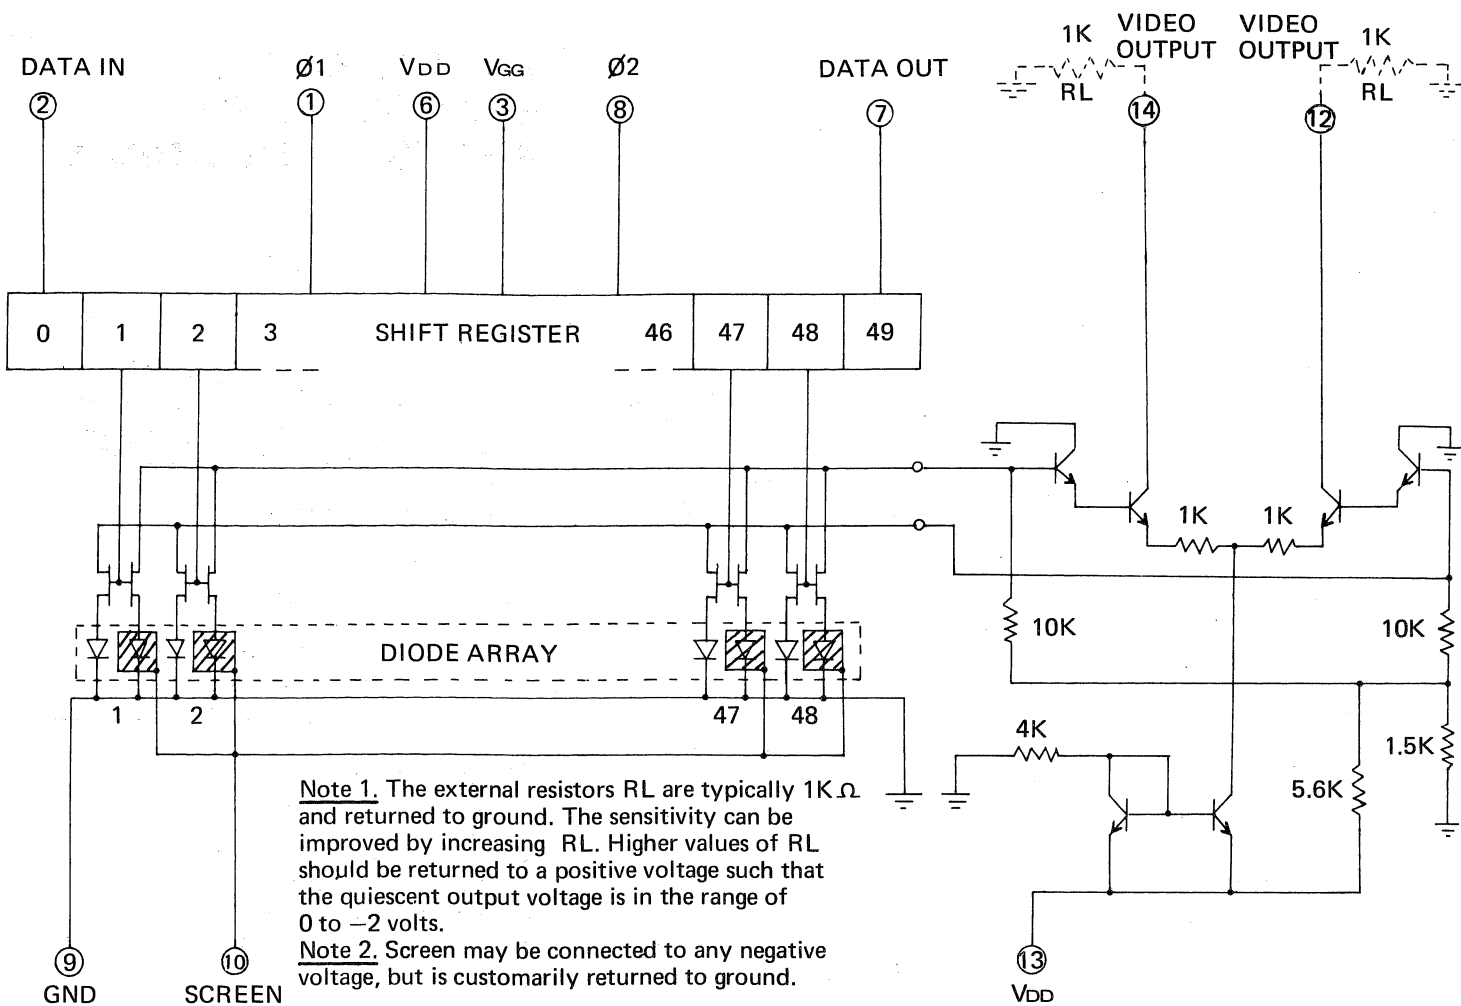 DATA IN
Ø1
VDD
VGG
Ø2
DATA OUT
1K
VIDEO
OUTPUT
VIDEO
OUTPUT
1K
RL
RL
2
1
6
3
8
7
14
12
0 1 2 3 SHIFT REGISTER 46 47 48 49
1K 1K
10K
10K
DIODE ARRAY
1 2 47 48
4K
1.5K
5.6K
Note 1. The external resistors RL are typically 1KΩ
and returned to ground. The sensitivity can be
improved by increasing RL. Higher values of RL
should be returned to a positive voltage such that
the quiescent output voltage is in the range of
0 to −2 volts.
Note 2. Screen may be connected to any negative
voltage, but is customarily returned to ground.
9
GND
10
SCREEN
13
VDD